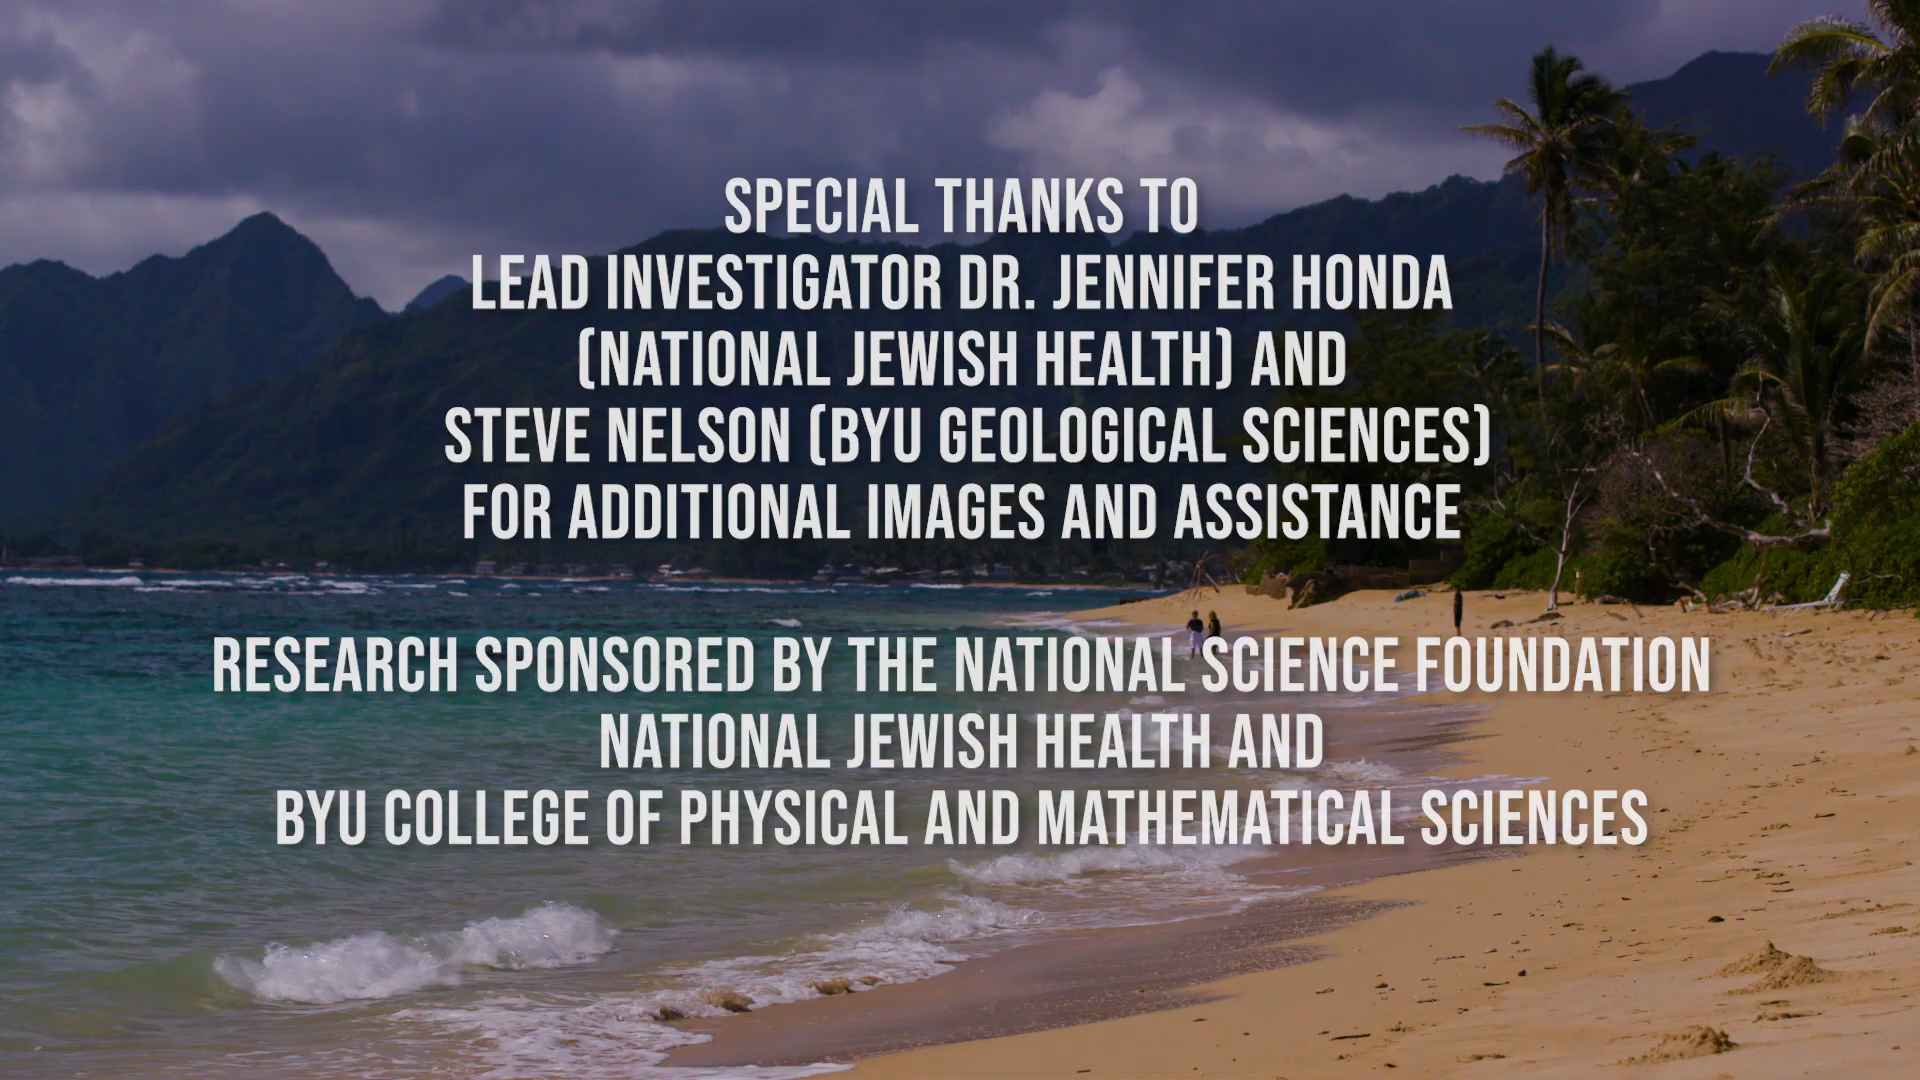 SPECIAL THANKS TO
LEAD INVESTIGATOR DR. JENNIFER HONDA
(NATIONAL JEWISH HEALTH) AND
STEVE NELSON (BYU GEOLOGICAL SCIENCES)
FOR ADDITIONAL IMAGES AND ASSISTANCE
RESEARCH SPONSORED BY THE NATIONAL SCIENCE FOUNDATION
NATIONAL JEWISH HEALTH AND
BYU COLLEGE OF PHYSICAL AND MATHEMATICAL SCIENCES